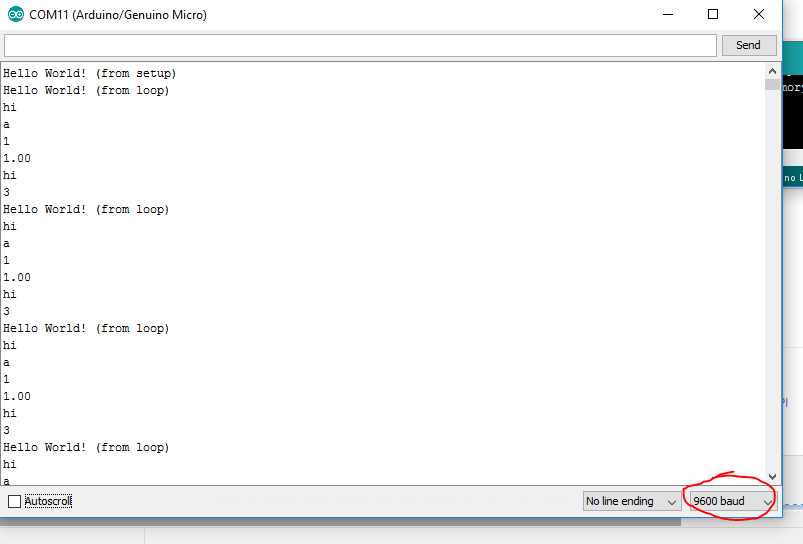 COM11 (Arduino/Genuino Micro)
Send
Hello World! (from setup)
Hello World! (from loop)
hi
a
1
1.00
hi
3
Hello World! (from loop)
hi
a
1
1.00
hi
3
Hello World! (from loop)
hi
a
1
1.00
hi
3
Hello World! (from loop)
hi
a
Autoscroll
No line ending
9600 baud